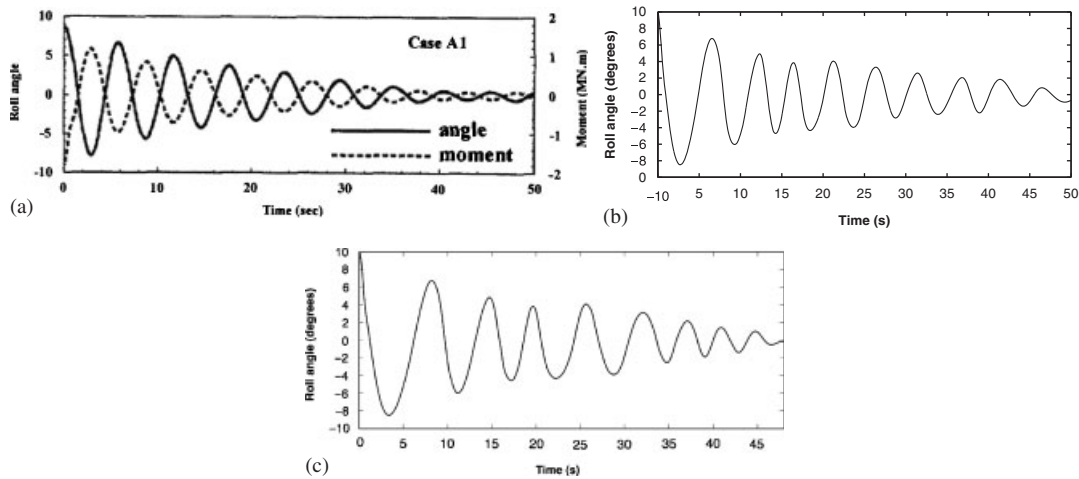 10
5
0
-5
-10
Roll angle
Case A1
angle
moment
2
1
0
-1
-2
Moment (MN.m)
0 10 20 30 40 50
Time (sec)
(a)
10
8
6
4
2
0
−2
−4
−6
−8
−10
Roll angle (degrees)
0 5 10 15 20 25 30 35 40 45 50
Time (s)
(b)
10
8
6
4
2
0
−2
−4
−6
−8
−10
Roll angle (degrees)
0 5 10 15 20 25 30 35 40 45
Time (s)
(c)